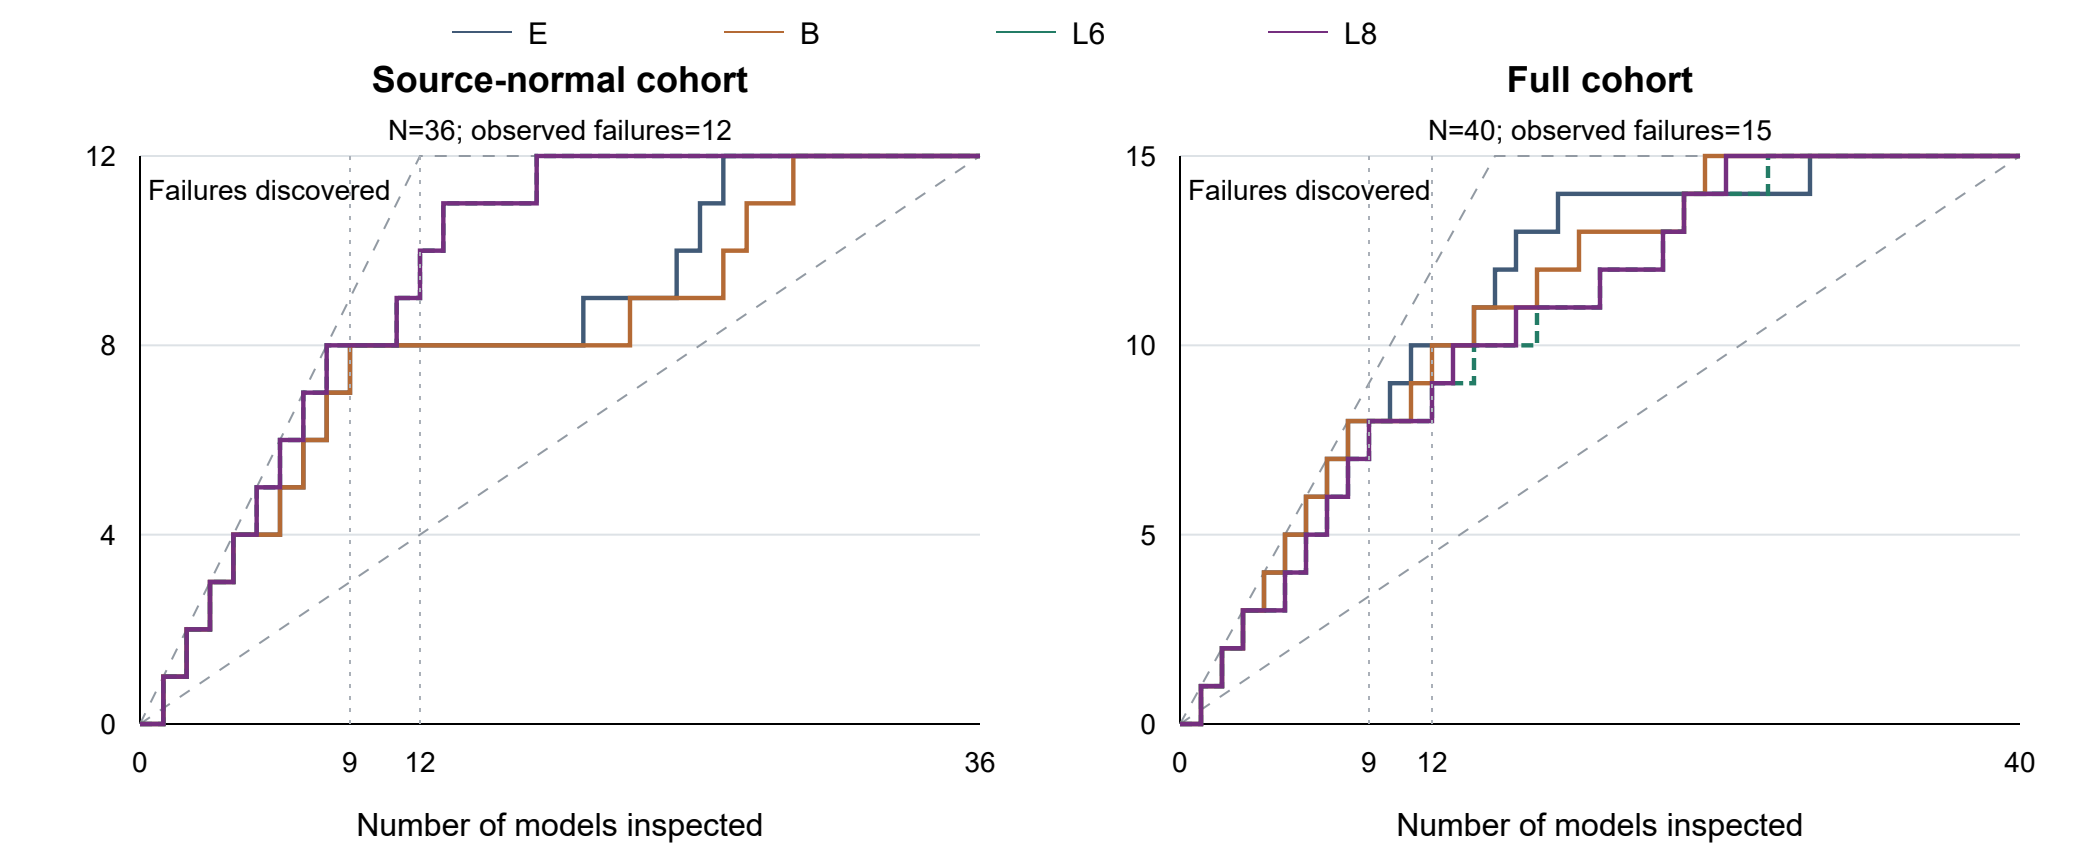 E B L6 L8
Source-normal cohort
N=36; observed failures=12
Failures discovered
12
8
4
0
0 9 12 36
Number of models inspected
Full cohort
N=40; observed failures=15
Failures discovered
15
10
5
0
0 9 12 40
Number of models inspected